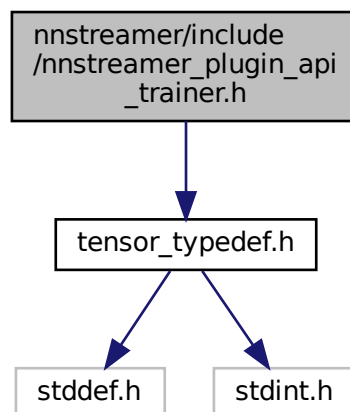 nnstreamer/include
/nnstreamer_plugin_api
_trainer.h
tensor_typedef.h
stddef.h
stdint.h